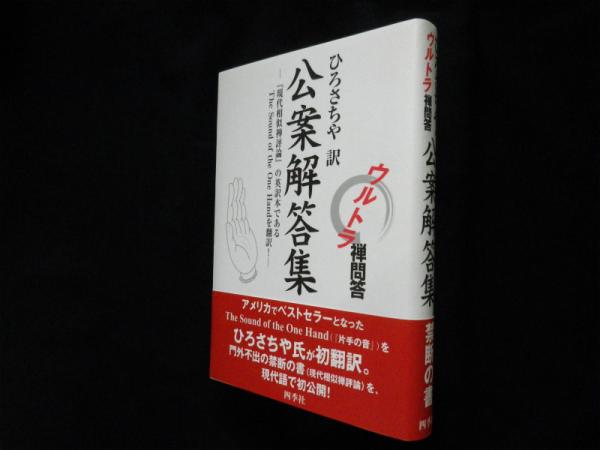 ひろさちや 訳
公案解答集
―『現代相似禅評論』の英訳本である
The Sound of the One Handを翻訳!―
ウルトラ
禅問答
アメリカでベストセラーとなった
The Sound of the One Hand(『片手の音』)を
ひろさちや氏が初翻訳。
門外不出の禁断の書(現代相似禅評論)を、
現代語で初公開!
四季社
ウルトラ禅問答
公案解答集
禁断の書
四季